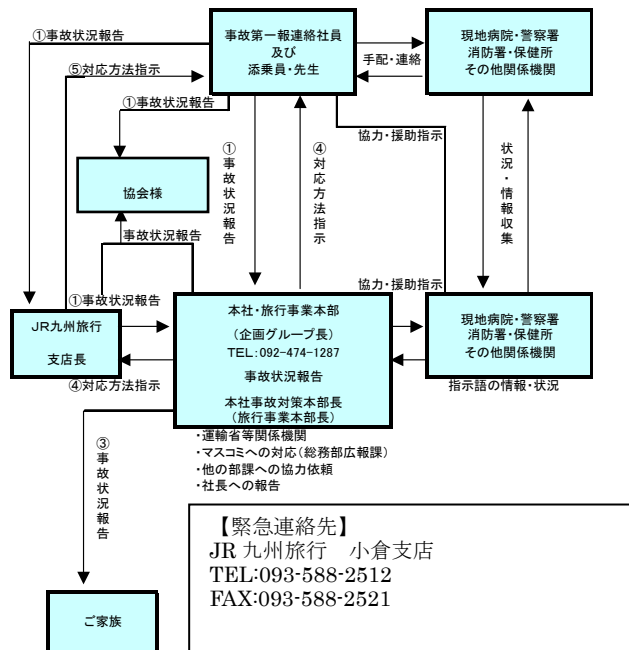 ①事故状況報告
事故第一報連絡社員
及び
添乗員・先生
現地病院・警察署
消防署・保健所
その他関係機関
手配・連絡
⑤対応方法指示
①事故状況報告
協力・援助指示
①事故状況報告
④対応方法指示
状況・情報収集
協会様
事故状況報告
協力・援助指示
①事故状況報告
JR九州旅行
支店長
本社・旅行事業本部
(企画グループ長)
TEL:092-474-1287
事故状況報告
本社事故対策本部長
(旅行事業本部長)
現地病院・警察署
消防署・保健所
その他関係機関
④対応方法指示
指示語の情報・状況
・運輸省等関係機関
・マスコミへの対応(総務部広報課)
・他の部課への協力依頼
・社長への報告
③事故状況報告
【緊急連絡先】
JR九州旅行 小倉支店
TEL:093-588-2512
FAX:093-588-2521
ご家族